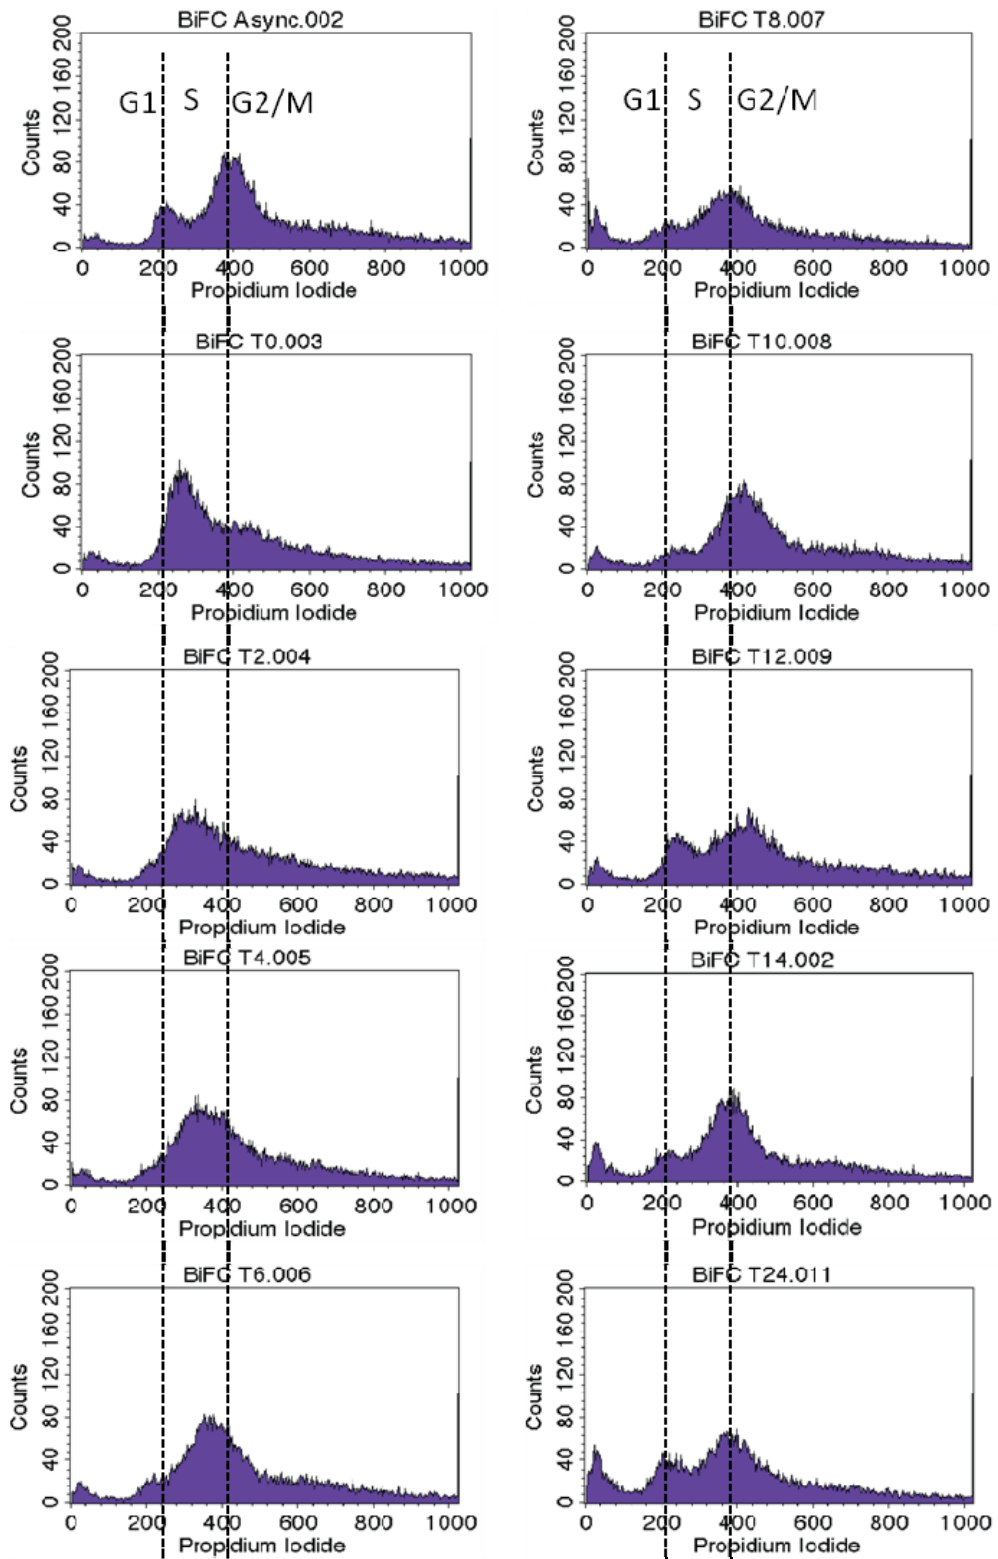 BiFC Async.002
200
160
120
80
40
0
Counts
G1 S G2/M
0 200 400 600 800 1000
Propidium Iodide
BiFC T0.003
200
160
120
80
40
0
Counts
0 200 400 600 800 1000
Propidium Iodide
BiFC T2.004
200
160
120
80
40
0
Counts
0 200 400 600 800 1000
Propidium Iodide
BiFC T4.005
200
160
120
80
40
0
Counts
0 200 400 600 800 1000
Propidium Iodide
BiFC T6.006
200
160
120
80
40
0
Counts
0 200 400 600 800 1000
Propidium Iodide
BiFC T8.007
200
160
120
80
40
0
Counts
G1 S G2/M
0 200 400 600 800 1000
Propidium Iodide
BiFC T10.008
200
160
120
80
40
0
Counts
0 200 400 600 800 1000
Propidium Iodide
BiFC T12.009
200
160
120
80
40
0
Counts
0 200 400 600 800 1000
Propidium Iodide
BiFC T14.002
200
160
120
80
40
0
Counts
0 200 400 600 800 1000
Propidium Iodide
BiFC T24.011
200
160
120
80
40
0
Counts
0 200 400 600 800 1000
Propidium Iodide